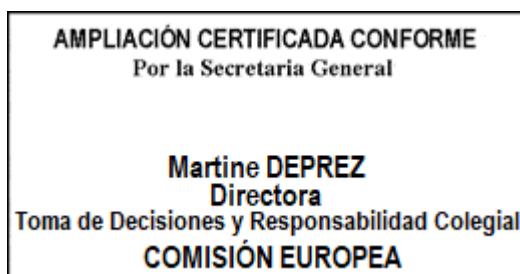 AMPLIACIÓN CERTIFICADA CONFORME
Por la Secretaria General
Martine DEPREZ
Directora
Toma de Decisiones y Responsabilidad Colegial
COMISIÓN EUROPEA